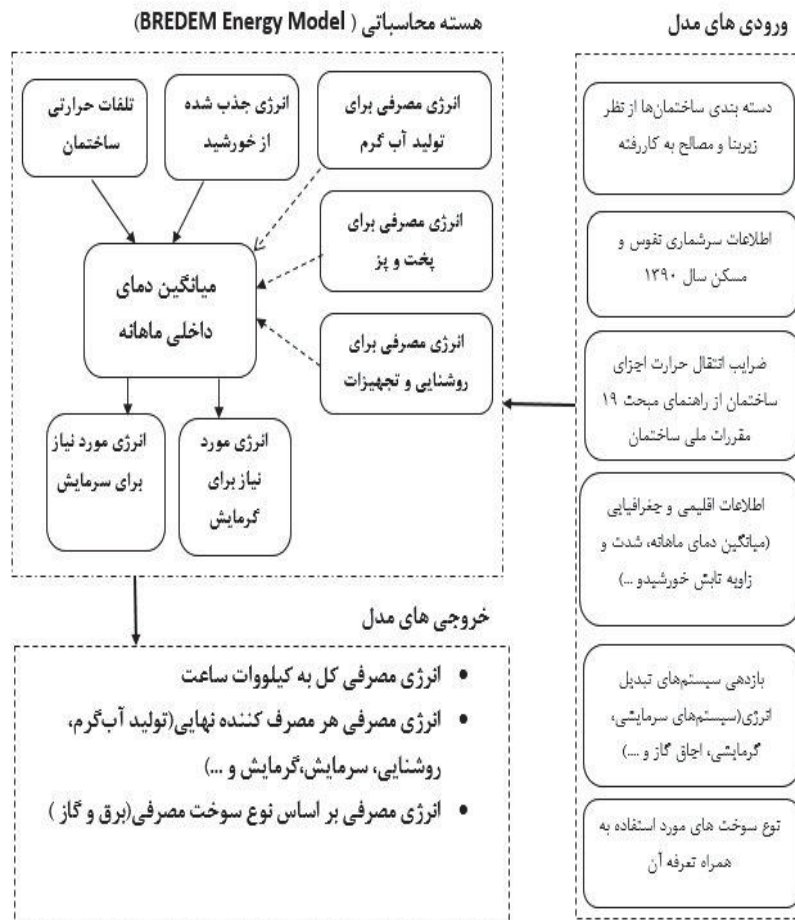 ورودی های مدل
دسته بندی ساختمان‌ها از نظر
زیربنا و مصالح به کاررفته
اطلاعات سرشماری نفوس و
مسکن سال ۱۳۹۰
ضرایب انتقال حرارت اجزای
ساختمان از راهنمای مبحث ۱۹
مقررات ملی ساختمان
اطلاعات اقلیمی و جغرافیایی
(میانگین دمای ماهانه، شدت و
زاویه تابش خورشیدو ...)
بازدهی سیستم‌های تبدیل
انرژی(سیستم‌های سرمایشی،
گرمایشی، اجاق گاز و ....)
توع سوخت های مورد استفاده به
همراه تعرفه آن
هسته محاسباتی ( BREDEM Energy Model)
انرژی مصرفی برای
تولید آب گرم
انرژی جذب شده
از خورشید
تلفات حرارتی
ساختمان
انرژی مصرفی برای
پخت و پز
میانگین دمای
داخلی ماهانه
انرژی مصرفی برای
روشنایی و تجهیزات
انرژی مورد
نیاز برای
گرمایش
انرژی مورد نیاز
برای سرمایش
خروجی های مدل
• انرژی مصرفی کل به کیلووات ساعت
• انرژی مصرفی هر مصرف کننده نهایی(تولید آب‌گرم،
روشنایی، سرمایش،گرمایش و ...)
• انرژی مصرفی بر اساس نوع سوخت مصرفی(برق و گاز )